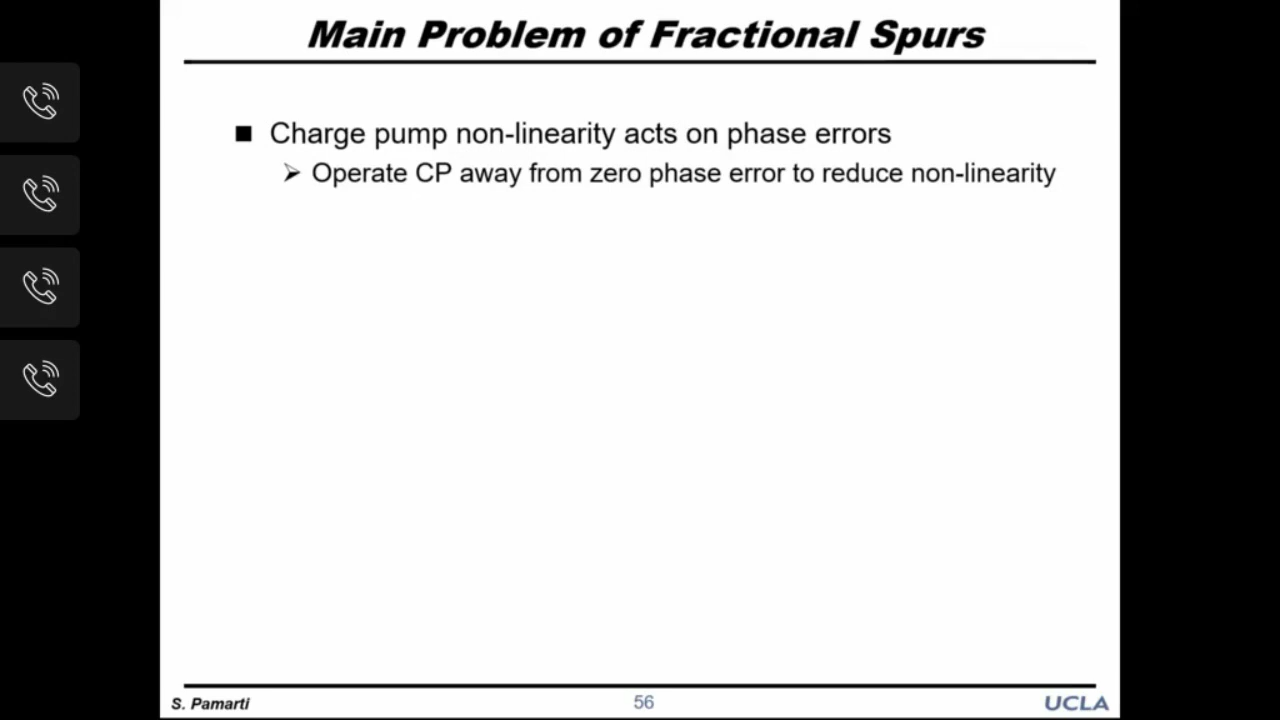 Main Problem of Fractional Spurs
Charge pump non-linearity acts on phase errors
Operate CP away from zero phase error to reduce non-linearity
S. Pamarti
56
UCLA